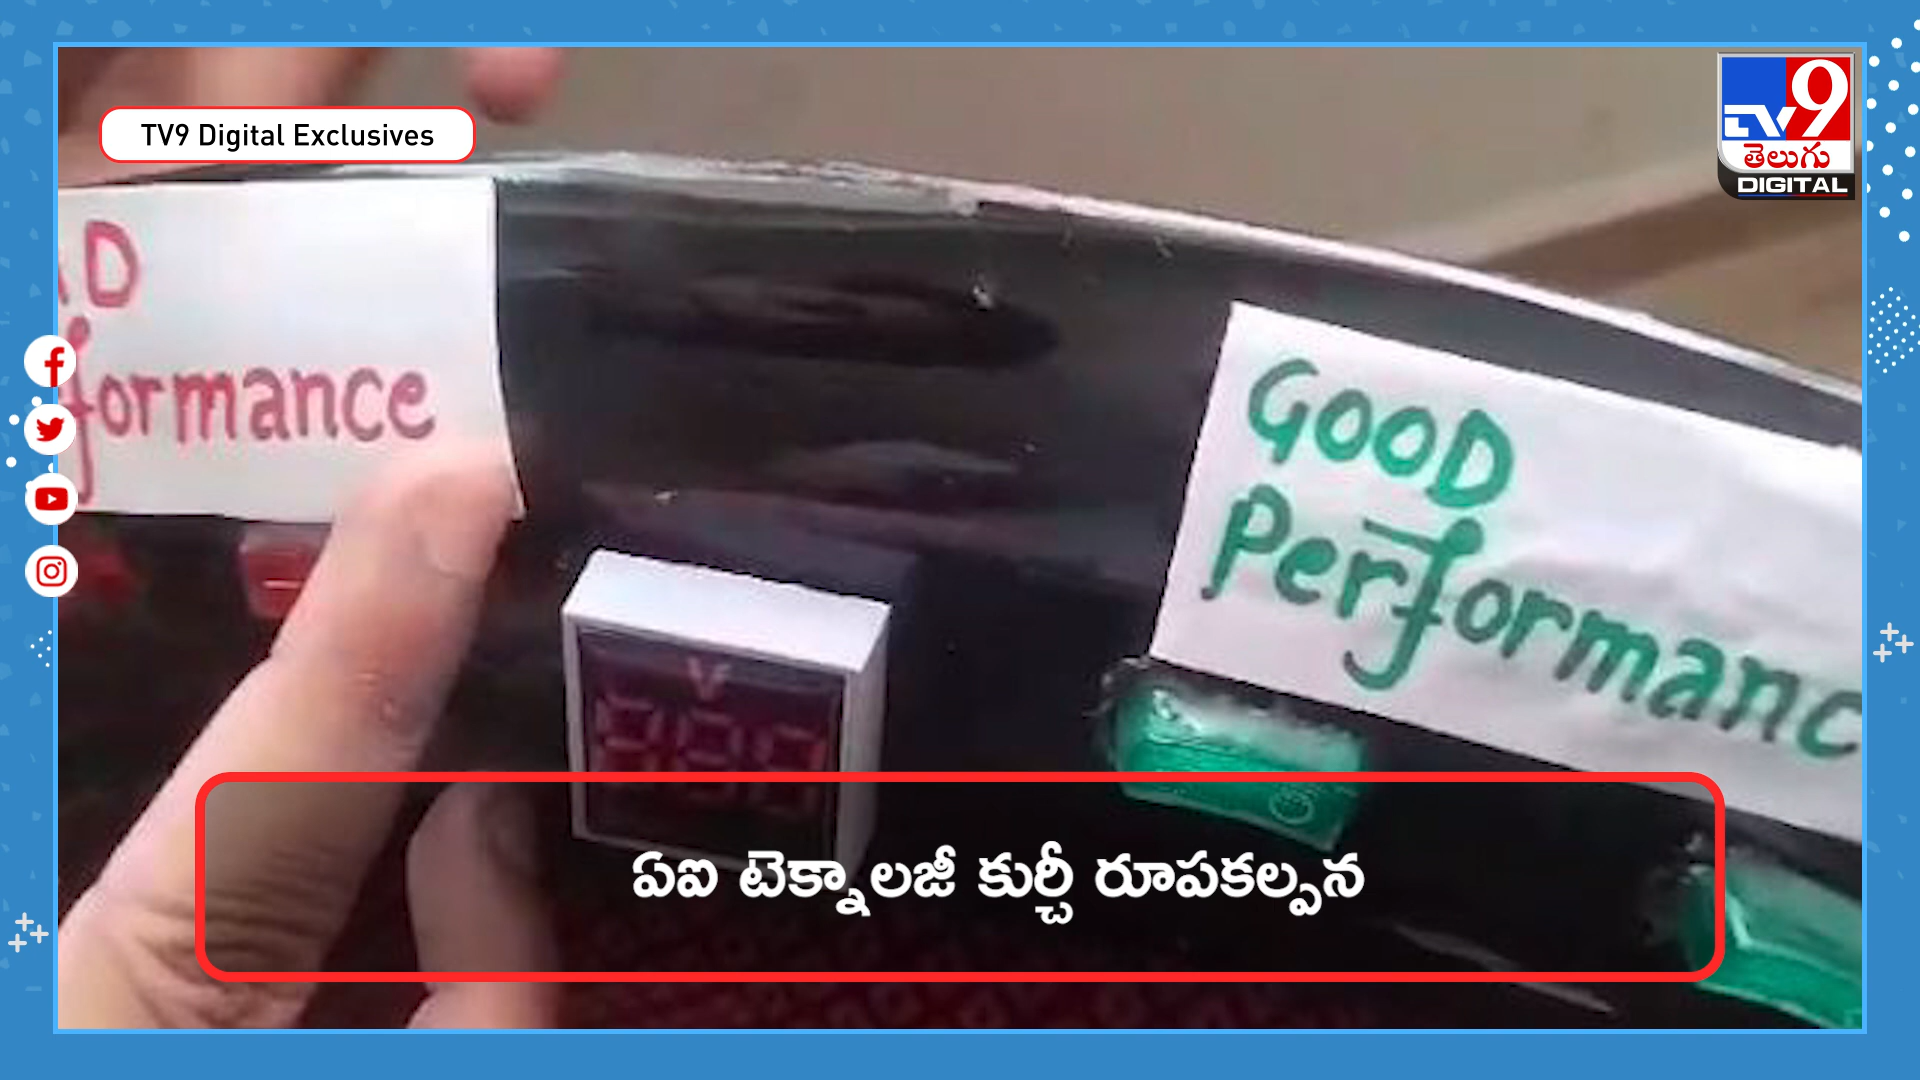 TV9 Digital Exclusives
TV9
తెలుగు
DIGITAL
formance
GOOD
Performanc
V
ఏఐ టెక్నాలజీ కుర్చీ రూపకల్పన